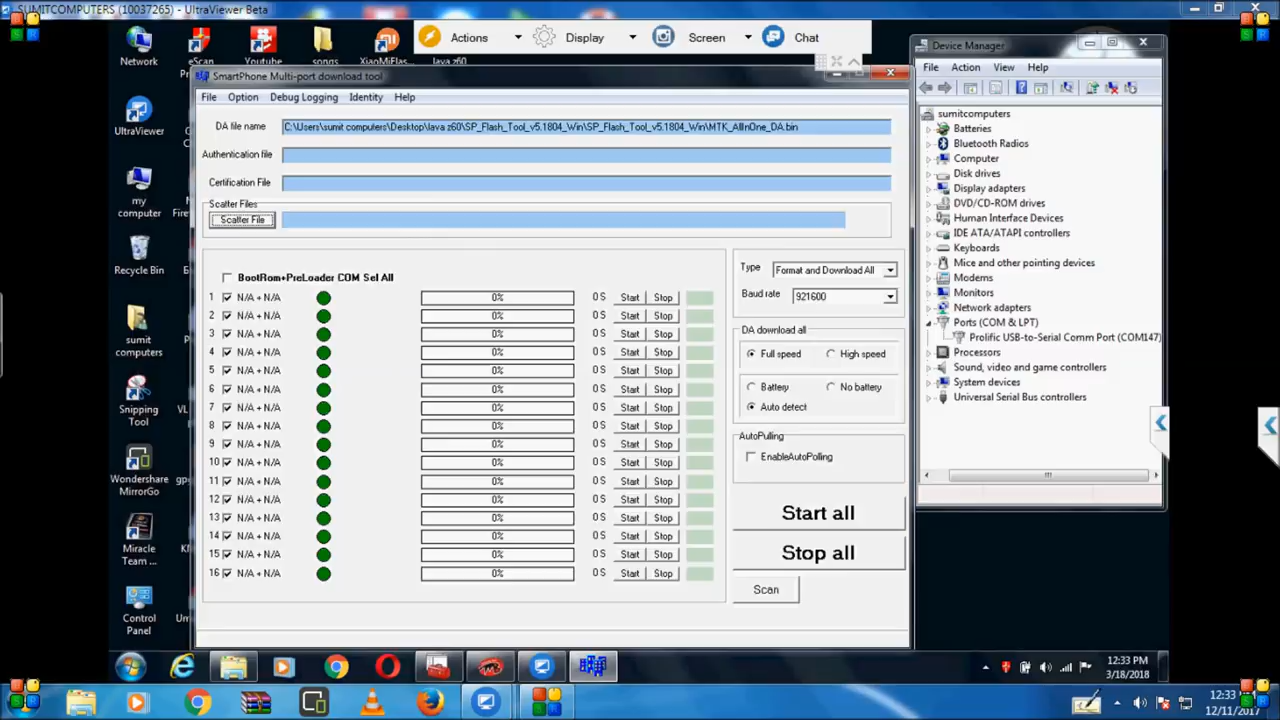 SUMITCOMPUTERS (10037265) - UltraViewer Beta
Actions
Display
Screen
Chat
Network
eScan
Youtube
songs
XiaoMiFlas...
lava z60
UltraViewer
my
computer
Recycle Bin
sumit
computers
Snipping
Tool
Wondershare
MirrorGo
Miracle
Team ...
Control
Panel
SmartPhone Multi-port download tool
File Option Debug Logging Identity Help
DA file name C:\Users\sumit computers\Desktop\lava z60\SP_Flash_Tool_v5.1804_Win\SP_Flash_Tool_v5.1804_Win\MTK_AllInOne_DA.bin
Authentication file
Certification File
Scatter Files
Scatter File
BootRom+PreLoader COM Sel All
1 N/A + N/A 0% 0 S Start Stop
2 N/A + N/A 0% 0 S Start Stop
3 N/A + N/A 0% 0 S Start Stop
4 N/A + N/A 0% 0 S Start Stop
5 N/A + N/A 0% 0 S Start Stop
6 N/A + N/A 0% 0 S Start Stop
7 N/A + N/A 0% 0 S Start Stop
8 N/A + N/A 0% 0 S Start Stop
9 N/A + N/A 0% 0 S Start Stop
10 N/A + N/A 0% 0 S Start Stop
11 N/A + N/A 0% 0 S Start Stop
12 N/A + N/A 0% 0 S Start Stop
13 N/A + N/A 0% 0 S Start Stop
14 N/A + N/A 0% 0 S Start Stop
15 N/A + N/A 0% 0 S Start Stop
16 N/A + N/A 0% 0 S Start Stop
Type Format and Download All
Baud rate 921600
DA download all
Full speed High speed
Battery No battery
Auto detect
AutoPulling
EnableAutoPolling
Start all
Stop all
Scan
Device Manager
File Action View Help
sumitcomputers
Batteries
Bluetooth Radios
Computer
Disk drives
Display adapters
DVD/CD-ROM drives
Human Interface Devices
IDE ATA/ATAPI controllers
Keyboards
Mice and other pointing devices
Modems
Monitors
Network adapters
Ports (COM & LPT)
Prolific USB-to-Serial Comm Port (COM147)
Processors
Sound, video and game controllers
System devices
Universal Serial Bus controllers
12:33 PM
3/18/2018
12:33
12/11/2017